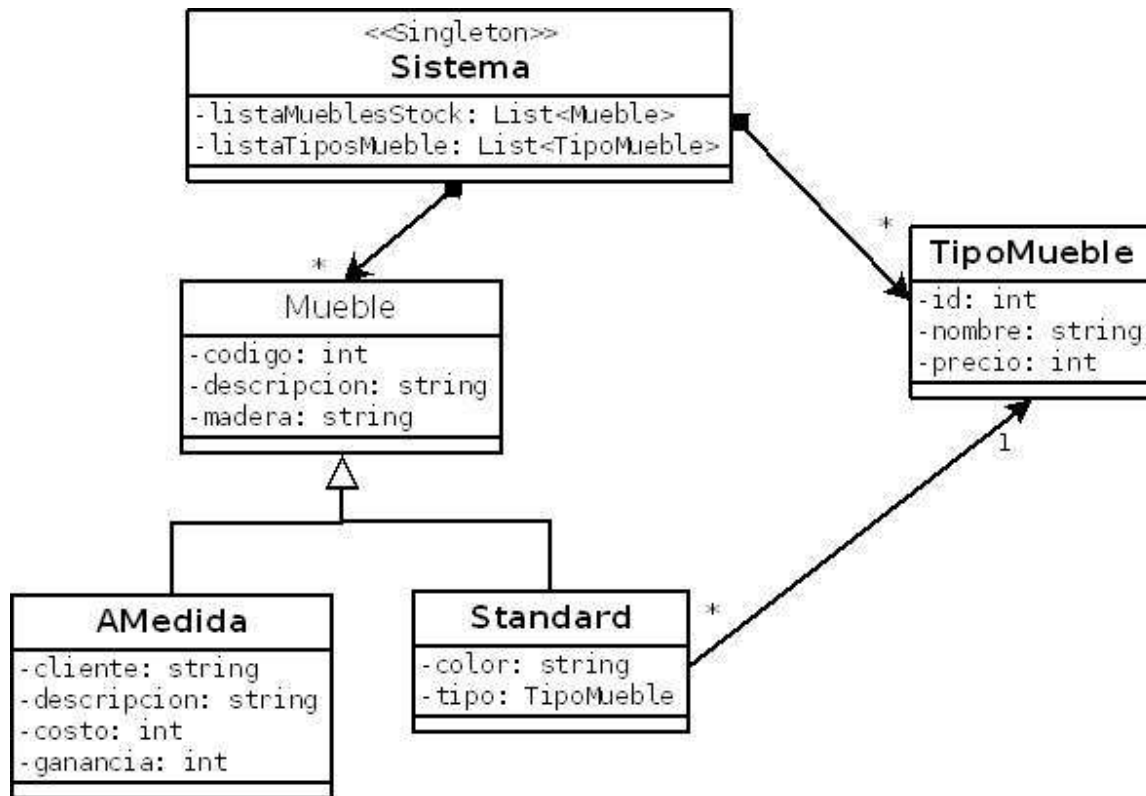 <<Singleton>>
Sistema
-listaMueblesStock: List<Mueble>
-listaTiposMueble: List<TipoMueble>
*
*
TipoMueble
-id: int
-nombre: string
-precio: int
Mueble
-codigo: int
-descripcion: string
-madera: string
1
*
AMedida
-cliente: string
-descripcion: string
-costo: int
-ganancia: int
Standard
-color: string
-tipo: TipoMueble